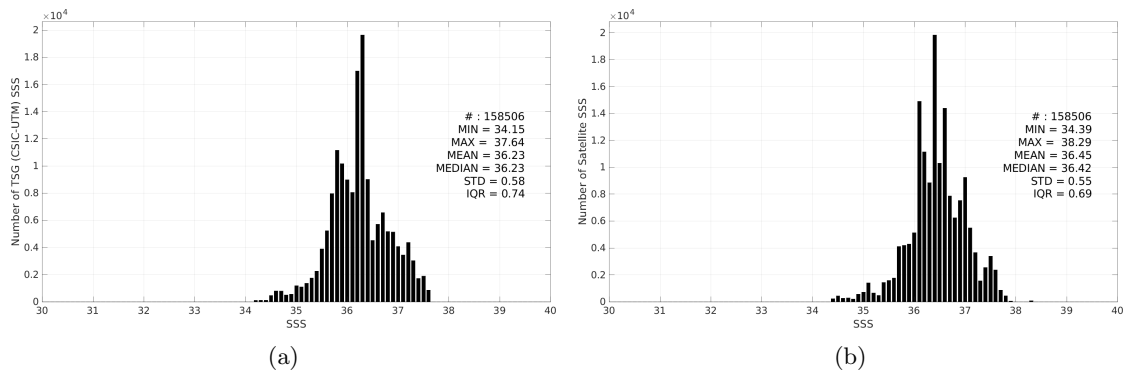 ×10⁴
2
1.8
1.6
1.4
1.2
1
0.8
0.6
0.4
0.2
0
Number of TSG (CSIC-UTM) SSS
# : 158506
MIN = 34.15
MAX = 37.64
MEAN = 36.23
MEDIAN = 36.23
STD = 0.58
IQR = 0.74
30 31 32 33 34 35 36 37 38 39 40
SSS
(a)
×10⁴
2
1.8
1.6
1.4
1.2
1
0.8
0.6
0.4
0.2
0
Number of Satellite SSS
# : 158506
MIN = 34.39
MAX = 38.29
MEAN = 36.45
MEDIAN = 36.42
STD = 0.55
IQR = 0.69
30 31 32 33 34 35 36 37 38 39 40
SSS
(b)